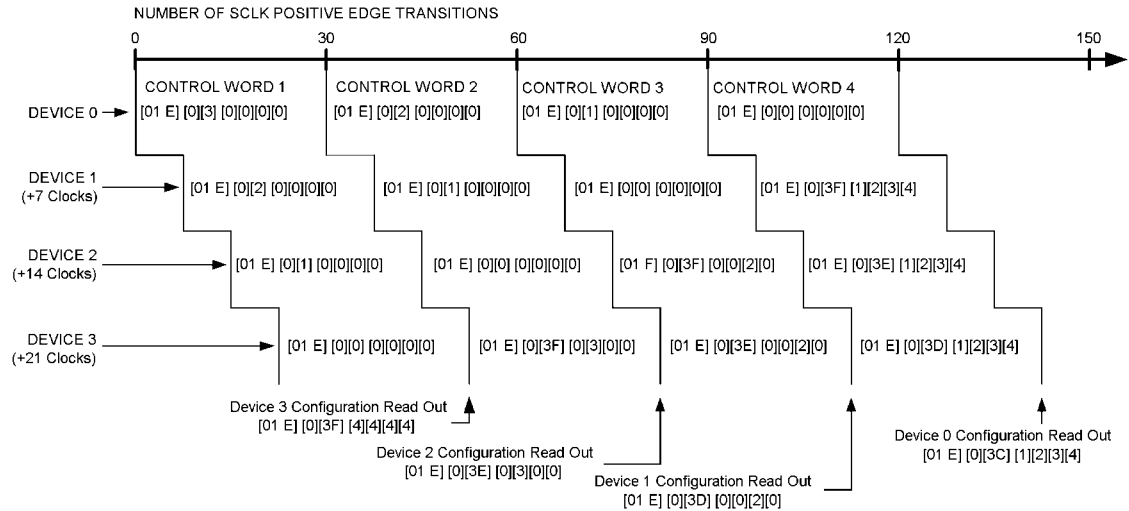 NUMBER OF SCLK POSITIVE EDGE TRANSITIONS
0 30 60 90 120 150
CONTROL WORD 1 CONTROL WORD 2 CONTROL WORD 3 CONTROL WORD 4
DEVICE 0 [01 E] [0][3] [0][0][0][0] [01 E] [0][2] [0][0][0][0] [01 E] [0][1] [0][0][0][0] [01 E] [0][0] [0][0][0][0]
DEVICE 1
(+7 Clocks)
[01 E] [0][2] [0][0][0][0] [01 E] [0][1] [0][0][0][0] [01 E] [0][0] [0][0][0][0] [01 E] [0][3F] [1][2][3][4]
DEVICE 2
(+14 Clocks)
[01 E] [0][1] [0][0][0][0] [01 E] [0][0] [0][0][0][0] [01 F] [0][3F] [0][0][2][0] [01 E] [0][3E] [1][2][3][4]
DEVICE 3
(+21 Clocks)
[01 E] [0][0] [0][0][0][0] [01 E] [0][3F] [0][3][0][0] [01 E] [0][3E] [0][0][2][0] [01 E] [0][3D] [1][2][3][4]
Device 3 Configuration Read Out
[01 E] [0][3F] [4][4][4][4]
Device 2 Configuration Read Out
[01 E] [0][3E] [0][3][0][0]
Device 1 Configuration Read Out
[01 E] [0][3D] [0][0][2][0]
Device 0 Configuration Read Out
[01 E] [0][3C] [1][2][3][4]